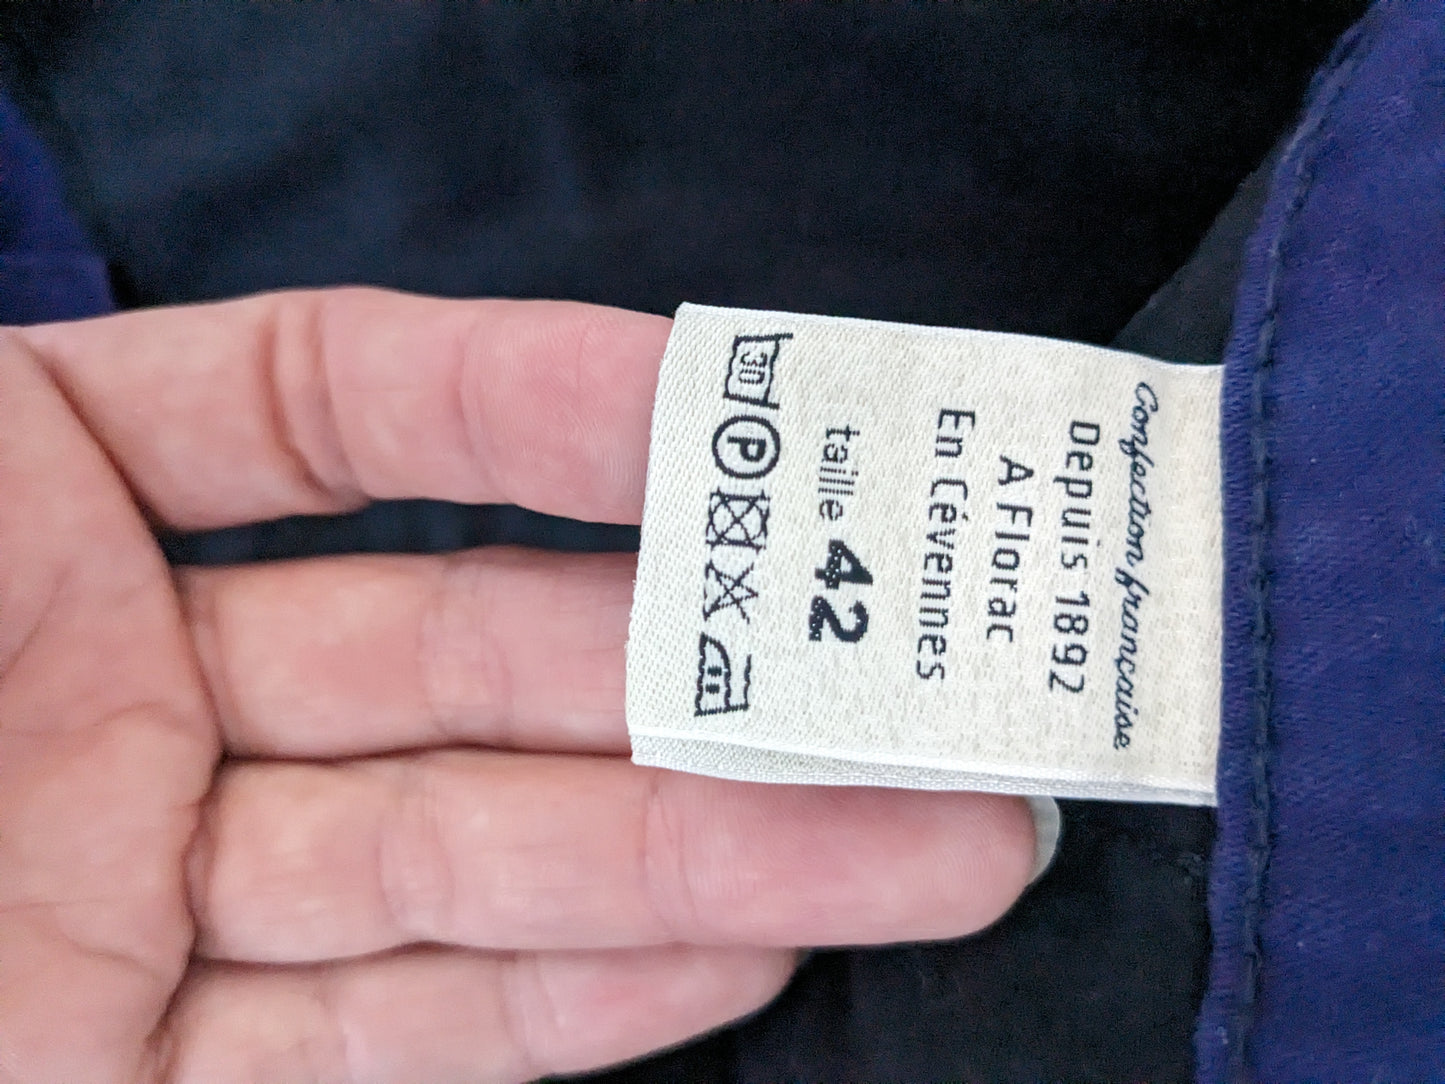 Confection française
Depuis 1892
A Florac
En Cévennes
taille 42
30 P